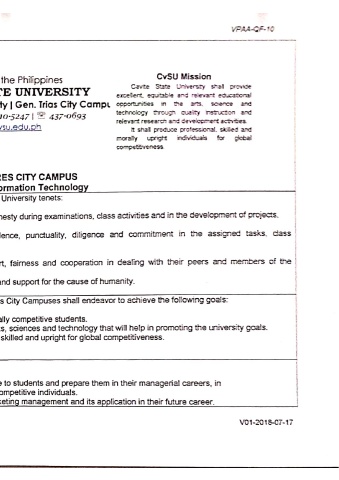 VPAA-QF-10
the Philippines
TE UNIVERSITY
ty | Gen. Trias City Campu
10-5247 | ☏ 437-0693
vsu.edu.ph
CvSU Mission
Cavite State University shall provide
excellent, equitable and relevant educational
opportunities in the arts, science and
technology through quality instruction and
relevant research and development activities.
It shall produce professional, skilled and
morally upright individuals for global
competitiveness.
RES CITY CAMPUS
ormation Technology
University tenets:
nesty during examinations, class activities and in the development of projects.
lence, punctuality, diligence and commitment in the assigned tasks, class
rt, fairness and cooperation in dealing with their peers and members of the
and support for the cause of humanity.
s City Campuses shall endeavor to achieve the following goals:
ally competitive students.
s, sciences and technology that will help in promoting the university goals.
skilled and upright for global competitiveness.
e to students and prepare them in their managerial careers, in
ompetitive individuals.
keting management and its application in their future career.
V01-2018-07-17